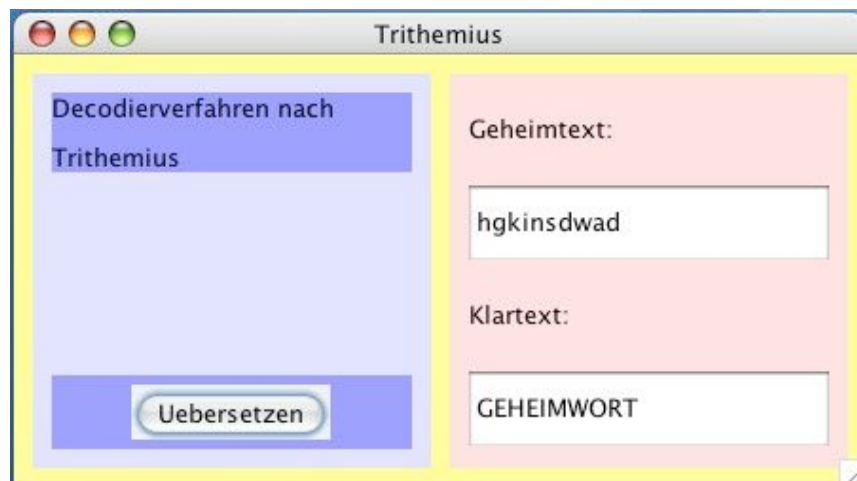 Trithemius
Decodierverfahren nach
Trithemius
Uebersetzen
Geheimtext:
hgkinsdwad
Klartext:
GEHEIMWORT